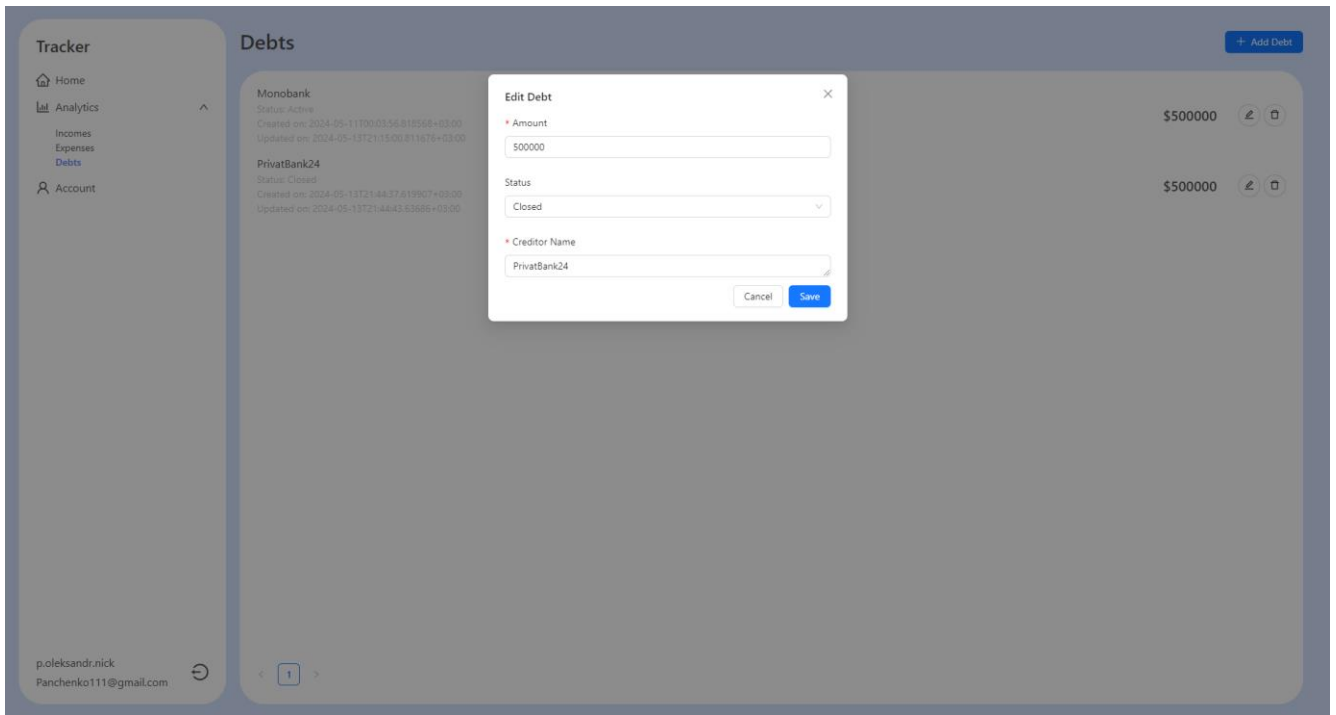 Tracker
Home
Analytics
Incomes
Expenses
Debts
Account
p.oleksandr.nick
Panchenko111@gmail.com
Debts
+ Add Debt
Monobank
Status: Active
Created on: 2024-05-11T00:03:56.818568+03:00
Updated on: 2024-05-13T21:15:00.811676+03:00
$500000
PrivatBank24
Status: Closed
Created on: 2024-05-13T21:44:37.619907+03:00
Updated on: 2024-05-13T21:44:43.63686+03:00
$500000
< 1 >
Edit Debt
* Amount
500000
Status
Closed
* Creditor Name
PrivatBank24
Cancel Save